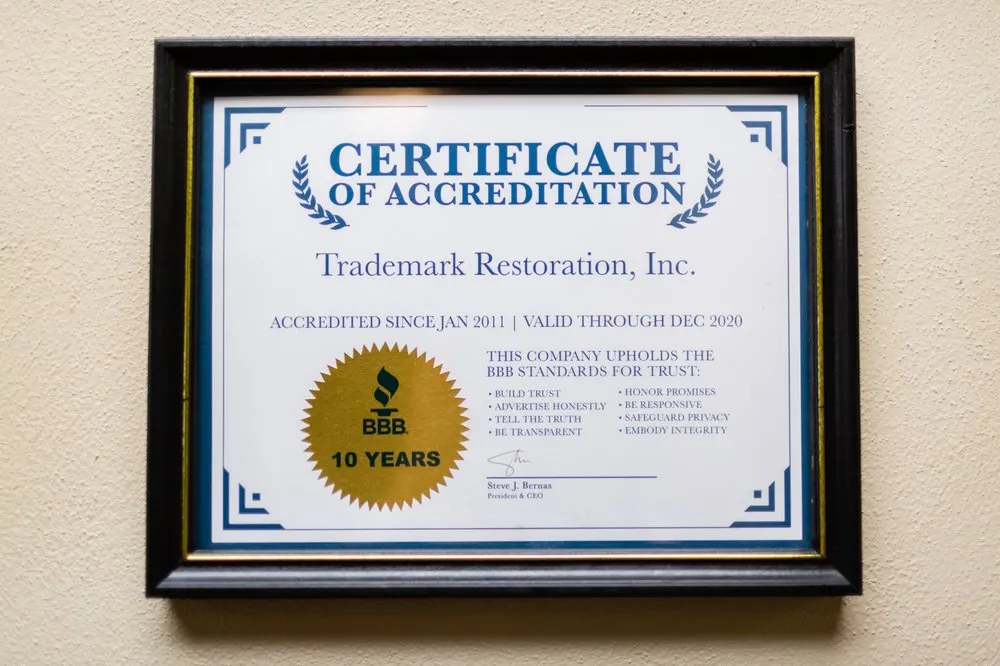 CERTIFICATE
OF ACCREDITATION
Trademark Restoration, Inc.
ACCREDITED SINCE JAN 2011 | VALID THROUGH DEC 2020
THIS COMPANY UPHOLDS THE
BBB STANDARDS FOR TRUST:
• BUILD TRUST
• ADVERTISE HONESTLY
• TELL THE TRUTH
• BE TRANSPARENT
• HONOR PROMISES
• BE RESPONSIVE
• SAFEGUARD PRIVACY
• EMBODY INTEGRITY
BBB
10 YEARS
Steve J. Bernas
President & CEO